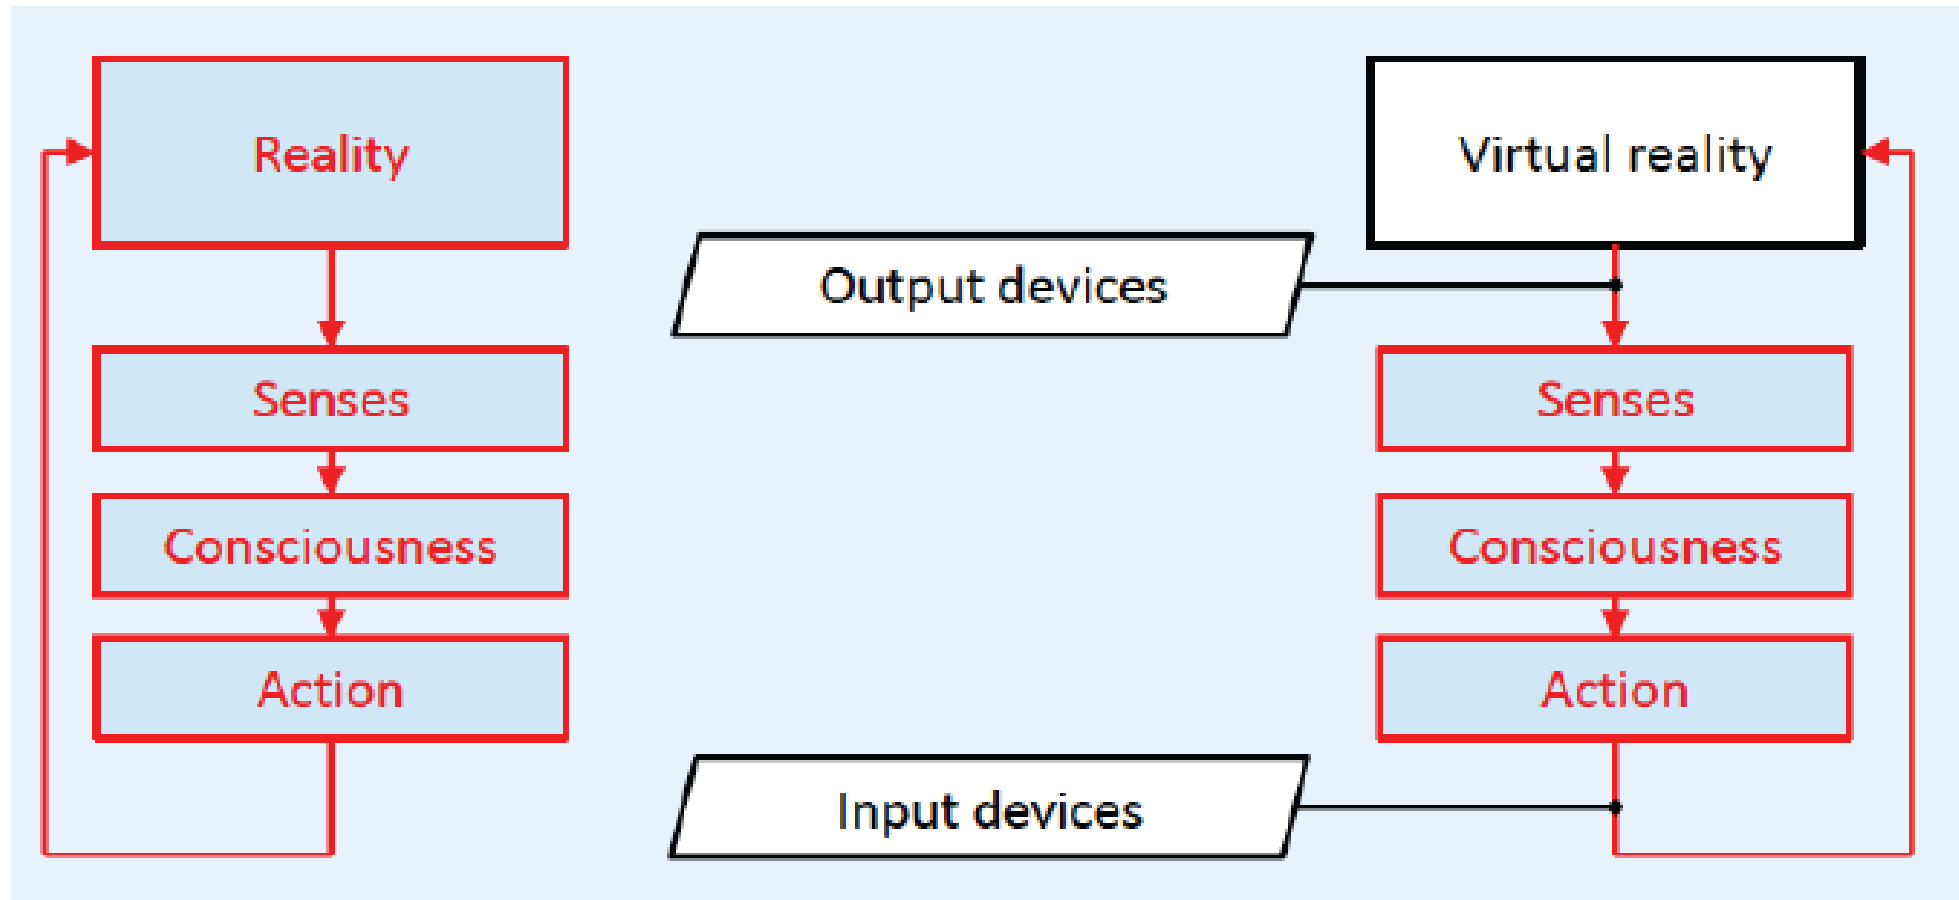 Reality
Senses
Consciousness
Action
Output devices
Input devices
Virtual reality
Senses
Consciousness
Action